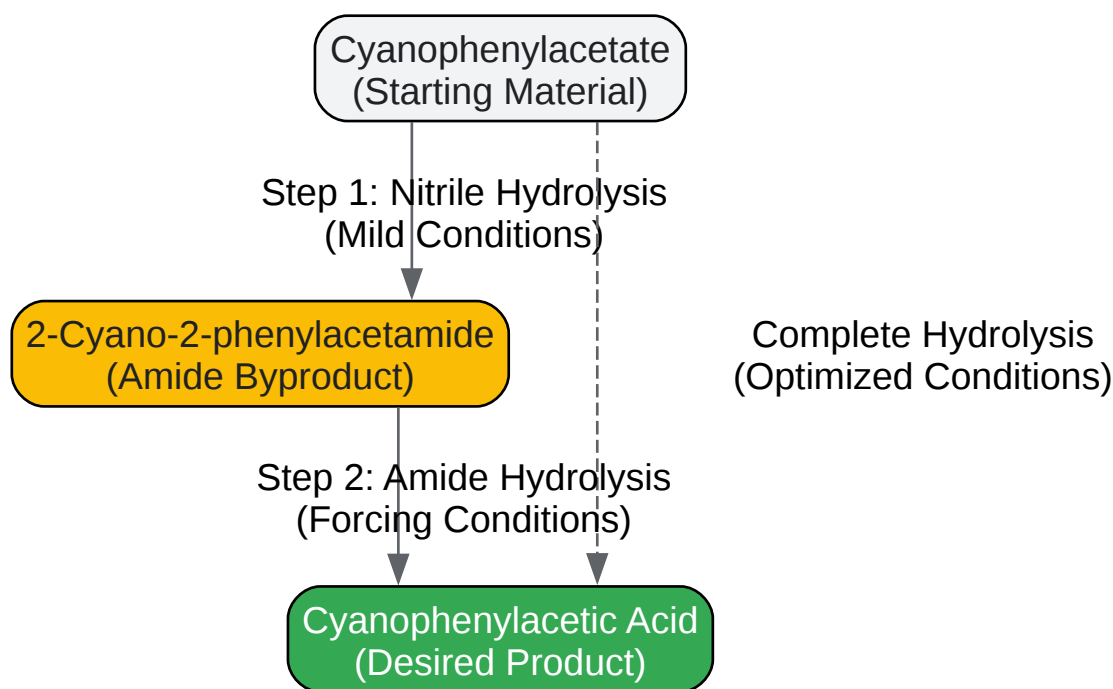 Cyanophenylacetate
(Starting Material)
Step 1: Nitrile Hydrolysis
(Mild Conditions)
2-Cyano-2-phenylacetamide
(Amide Byproduct)
Complete Hydrolysis
(Optimized Conditions)
Step 2: Amide Hydrolysis
(Forcing Conditions)
Cyanophenylacetic Acid
(Desired Product)